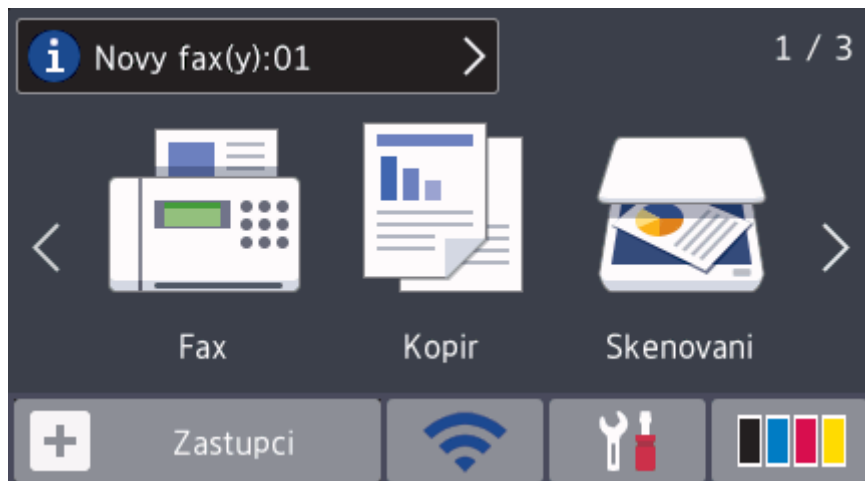 Novy fax(y):01
1 / 3
Fax
Kopir
Skenovani
Zastupci